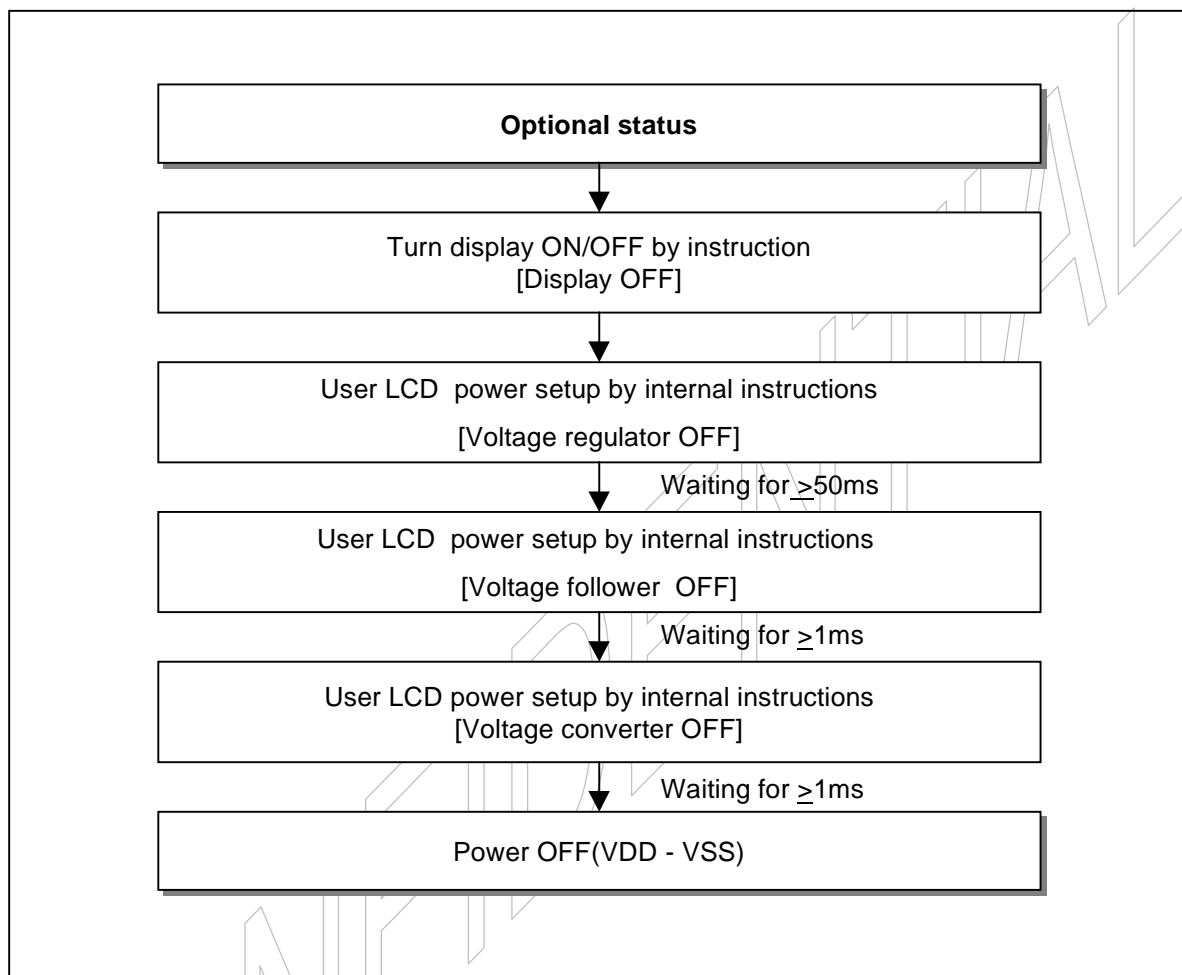 Optional status
Turn display ON/OFF by instruction
[Display OFF]
User LCD power setup by internal instructions
[Voltage regulator OFF]
Waiting for >50ms
User LCD power setup by internal instructions
[Voltage follower OFF]
Waiting for >1ms
User LCD power setup by internal instructions
[Voltage converter OFF]
Waiting for >1ms
Power OFF(VDD - VSS)